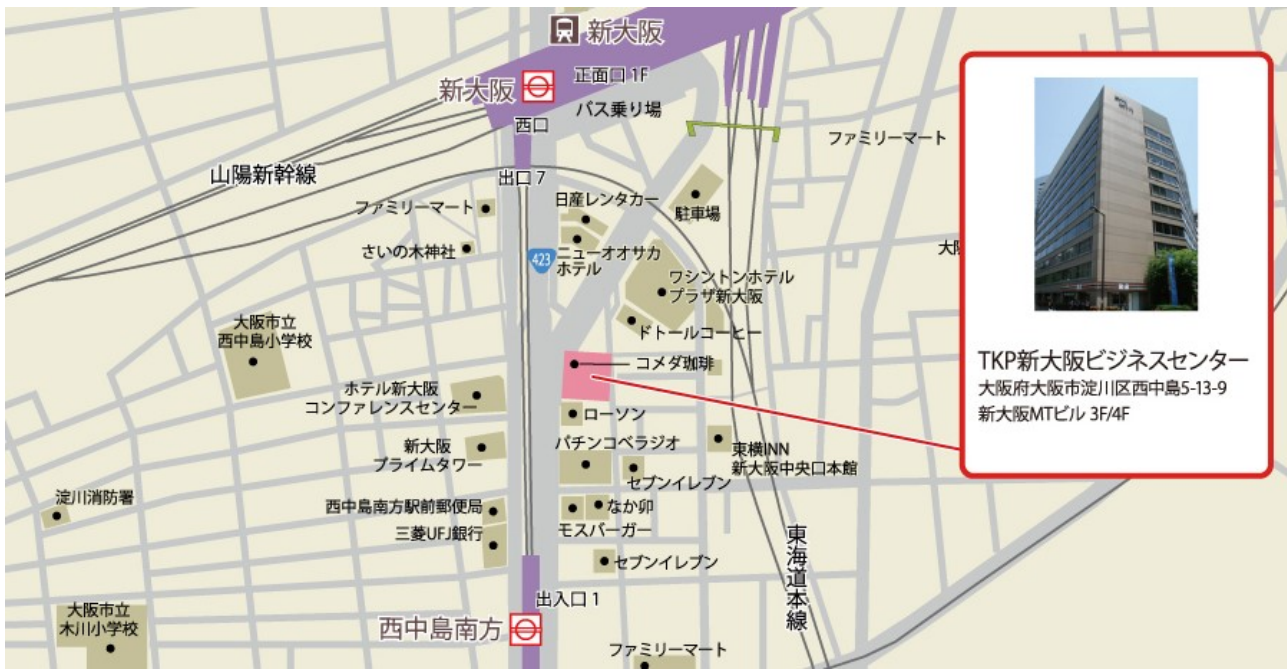 新大阪
新大阪
正面口 1F
バス乗り場
西口
ファミリーマート
山陽新幹線
出口 7
日産レンタカー
駐車場
ファミリーマート
さいの木神社
423
ニューオオサカ
ホテル
大阪
ワシントンホテル
プラザ新大阪
大阪市立
西中島小学校
ドトールコーヒー
コメダ珈琲
ホテル新大阪
コンファレンスセンター
ローソン
新大阪
プライムタワー
パチンコベラジオ
東横INN
新大阪中央口本館
セブンイレブン
淀川消防署
西中島南方駅前郵便局
なか卯
三菱UFJ銀行
モスバーガー
東海道本線
セブンイレブン
出入口 1
大阪市立
木川小学校
西中島南方
ファミリーマート
TKP新大阪ビジネスセンター
大阪府大阪市淀川区西中島5-13-9
新大阪MTビル 3F/4F